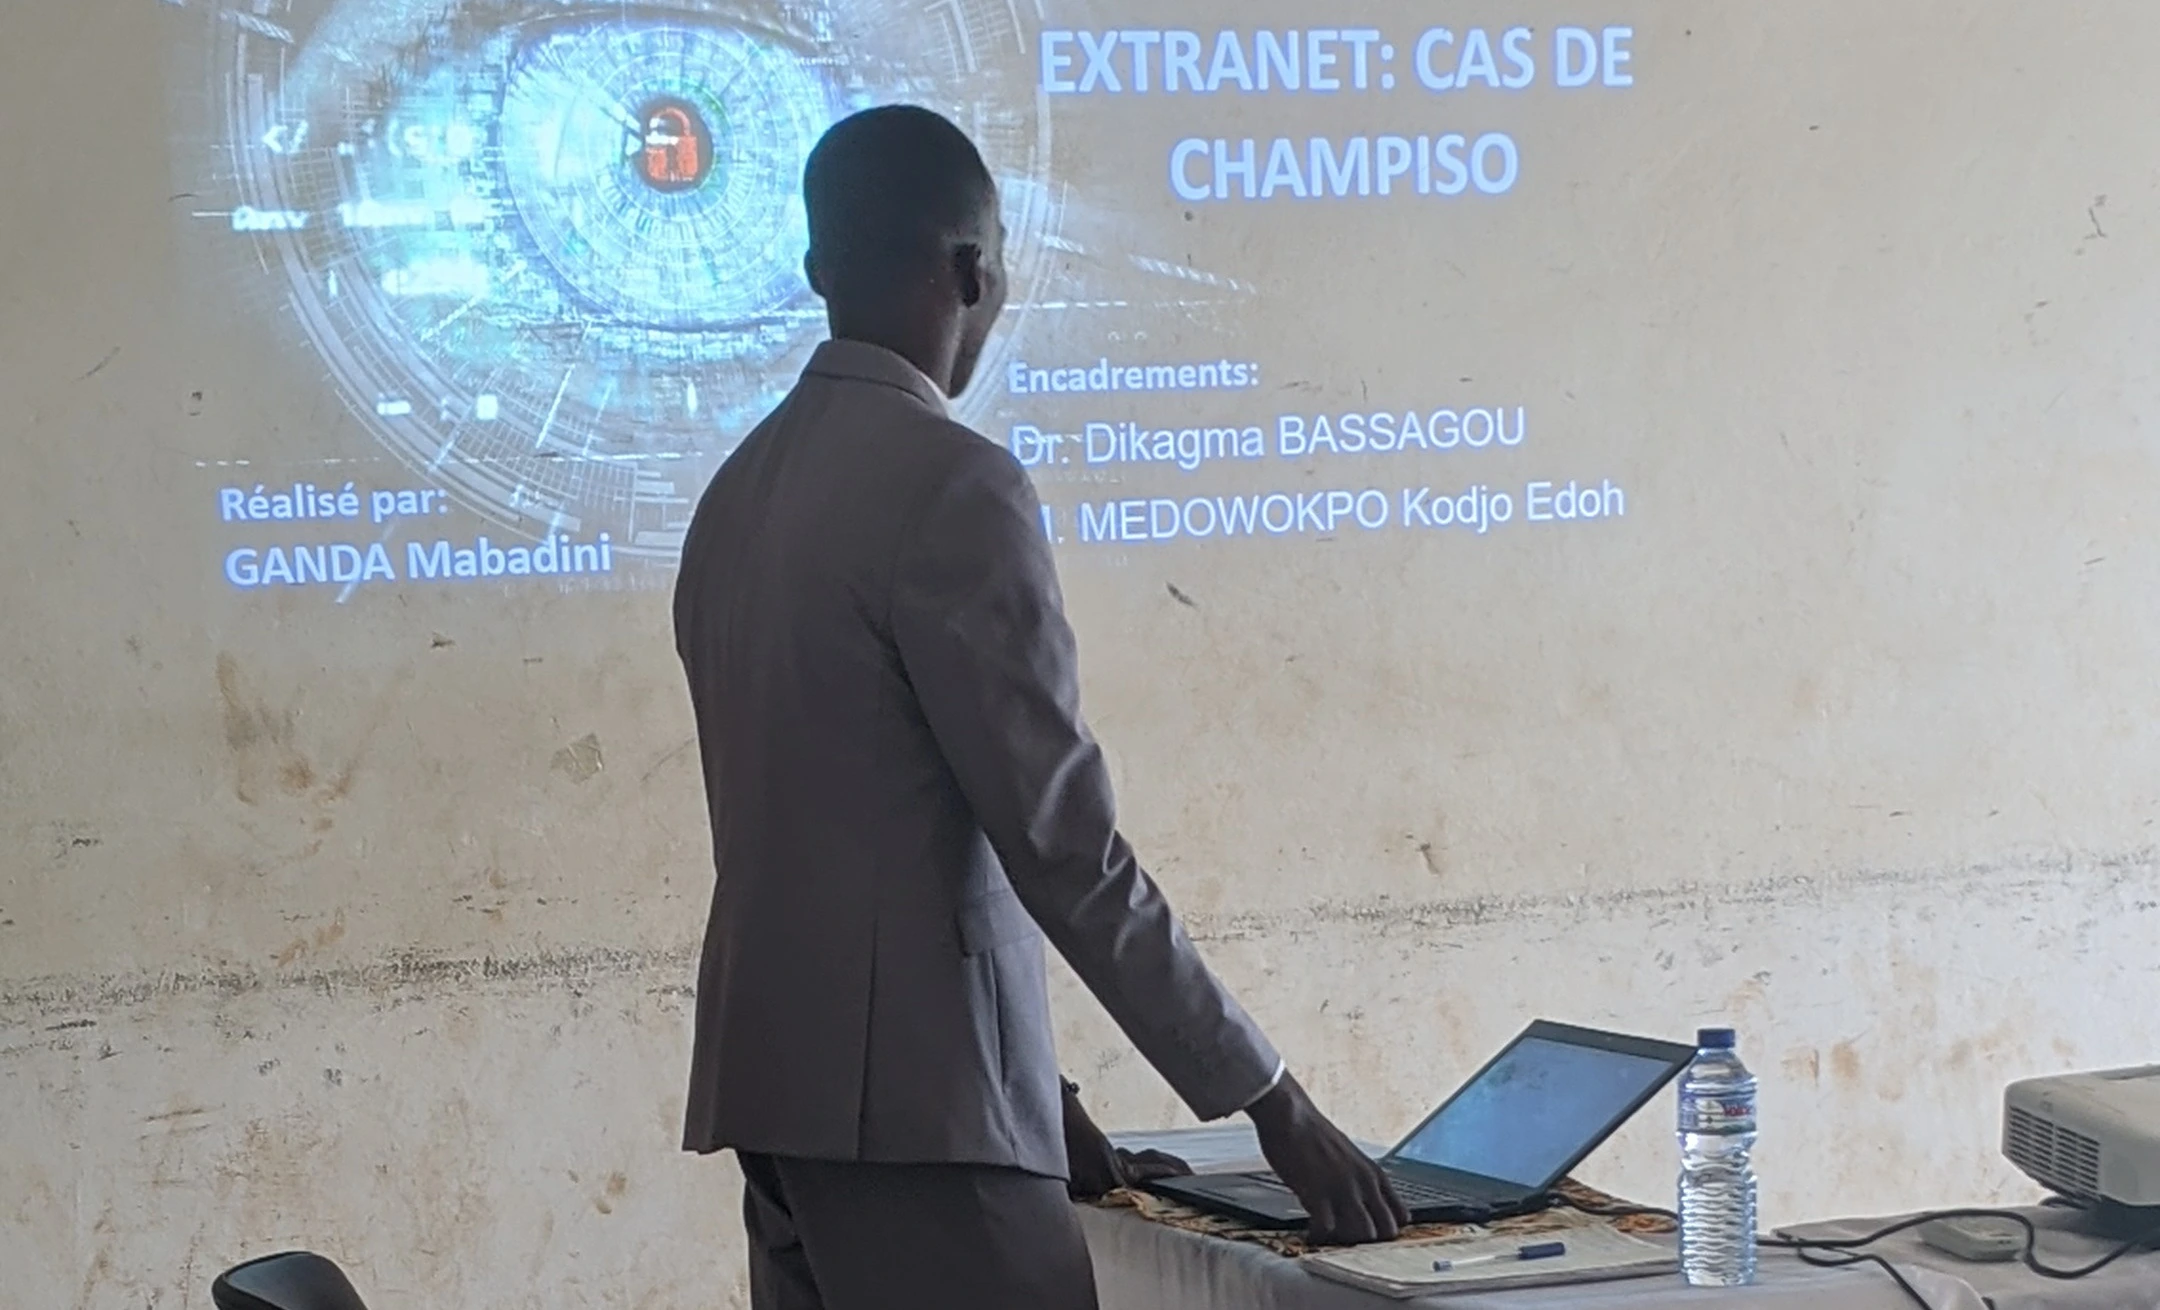 EXTRANET: CAS DE
CHAMPISO
Encadrements:
Dr. Dikagma BASSAGOU
MEDOWOKPO Kodjo Edoh
Réalisé par:
GANDA Mabadini